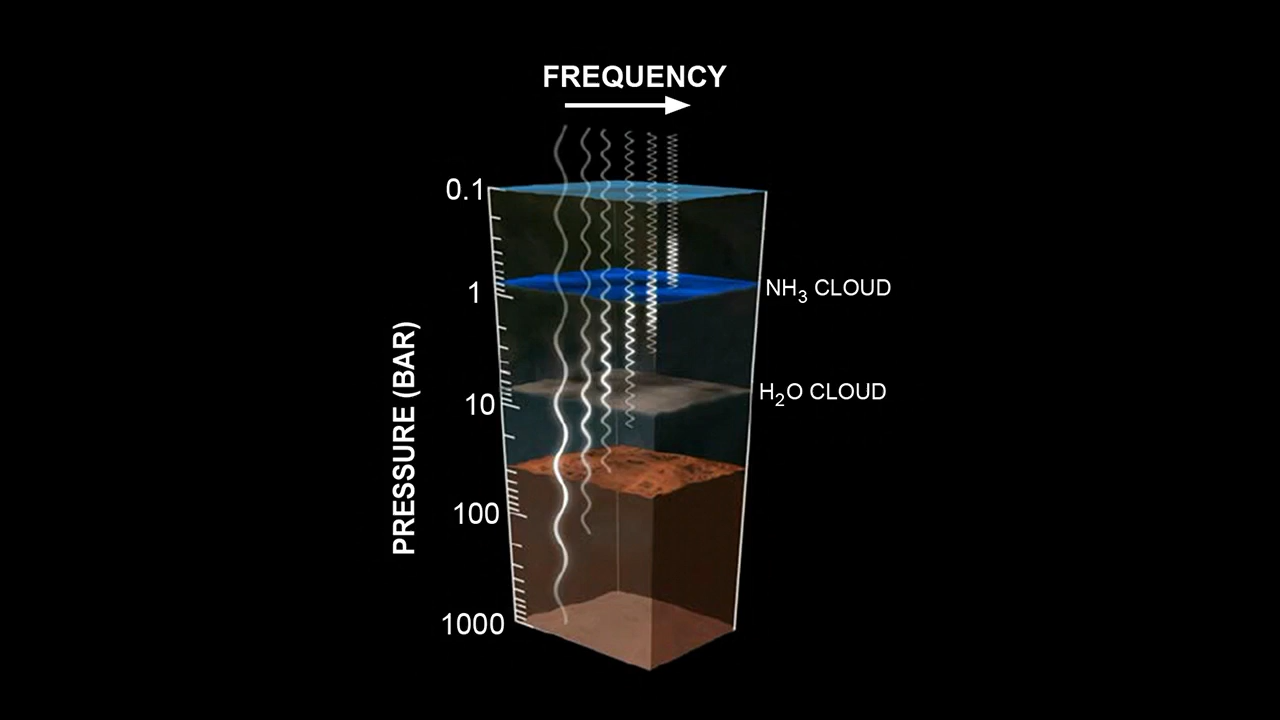 FREQUENCY
0.1
1
NH₃ CLOUD
H₂O CLOUD
10
PRESSURE (BAR)
100
1000